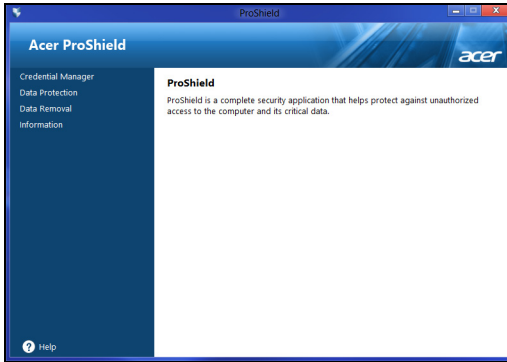 ProShield
Acer ProShield
acer
Credential Manager
Data Protection
Data Removal
Information
ProShield
ProShield is a complete security application that helps protect against unauthorized
access to the computer and its critical data.
? Help